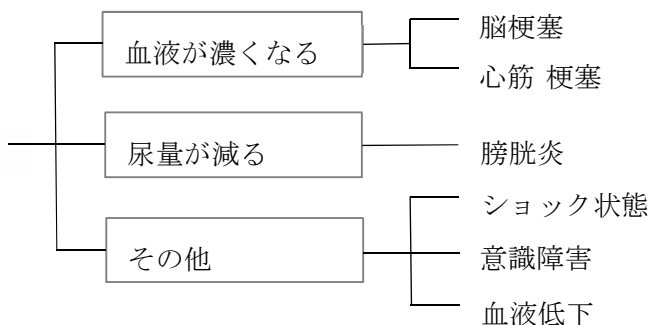 血液が濃くなる
脳梗塞
心筋 梗塞
尿量が減る
膀胱炎
その他
ショック状態
意識障害
血液低下